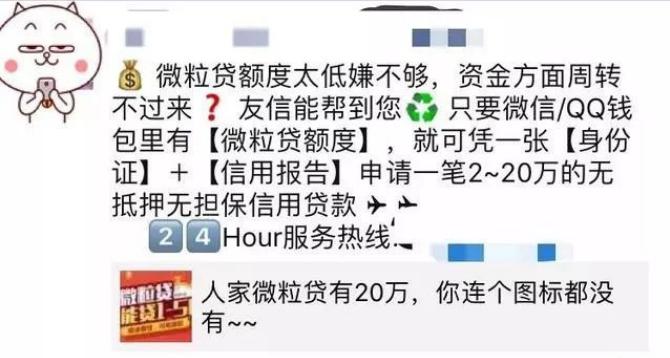 💰 微粒贷额度太低嫌不够，资金方面周转
不过来❓友信能帮到您♻️只要微信/QQ钱
包里有【微粒贷额度】，就可凭一张【身份
证】＋【信用报告】申请一笔2~20万的无
抵押无担保信用贷款✈✈
2️⃣4️⃣Hour服务热线
微粒贷
能贷1-5
人家微粒贷有20万，你连个图标都没
有~~